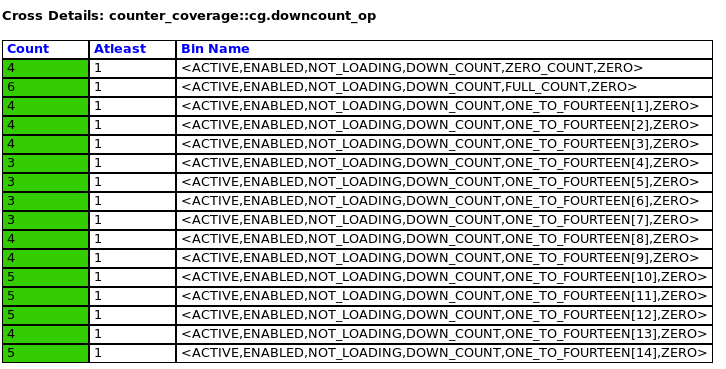 Cross Details: counter_coverage::cg.downcount_op
Count Atleast Bin Name
4 1 <ACTIVE,ENABLED,NOT_LOADING,DOWN_COUNT,ZERO_COUNT,ZERO>
6 1 <ACTIVE,ENABLED,NOT_LOADING,DOWN_COUNT,FULL_COUNT,ZERO>
4 1 <ACTIVE,ENABLED,NOT_LOADING,DOWN_COUNT,ONE_TO_FOURTEEN[1],ZERO>
4 1 <ACTIVE,ENABLED,NOT_LOADING,DOWN_COUNT,ONE_TO_FOURTEEN[2],ZERO>
4 1 <ACTIVE,ENABLED,NOT_LOADING,DOWN_COUNT,ONE_TO_FOURTEEN[3],ZERO>
3 1 <ACTIVE,ENABLED,NOT_LOADING,DOWN_COUNT,ONE_TO_FOURTEEN[4],ZERO>
3 1 <ACTIVE,ENABLED,NOT_LOADING,DOWN_COUNT,ONE_TO_FOURTEEN[5],ZERO>
3 1 <ACTIVE,ENABLED,NOT_LOADING,DOWN_COUNT,ONE_TO_FOURTEEN[6],ZERO>
3 1 <ACTIVE,ENABLED,NOT_LOADING,DOWN_COUNT,ONE_TO_FOURTEEN[7],ZERO>
4 1 <ACTIVE,ENABLED,NOT_LOADING,DOWN_COUNT,ONE_TO_FOURTEEN[8],ZERO>
4 1 <ACTIVE,ENABLED,NOT_LOADING,DOWN_COUNT,ONE_TO_FOURTEEN[9],ZERO>
5 1 <ACTIVE,ENABLED,NOT_LOADING,DOWN_COUNT,ONE_TO_FOURTEEN[10],ZERO>
5 1 <ACTIVE,ENABLED,NOT_LOADING,DOWN_COUNT,ONE_TO_FOURTEEN[11],ZERO>
5 1 <ACTIVE,ENABLED,NOT_LOADING,DOWN_COUNT,ONE_TO_FOURTEEN[12],ZERO>
4 1 <ACTIVE,ENABLED,NOT_LOADING,DOWN_COUNT,ONE_TO_FOURTEEN[13],ZERO>
5 1 <ACTIVE,ENABLED,NOT_LOADING,DOWN_COUNT,ONE_TO_FOURTEEN[14],ZERO>